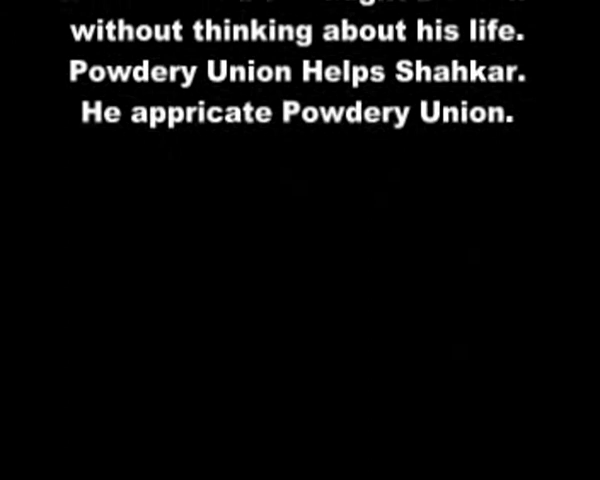 without thinking about his life.
Powdery Union Helps Shahkar.
He appricate Powdery Union.